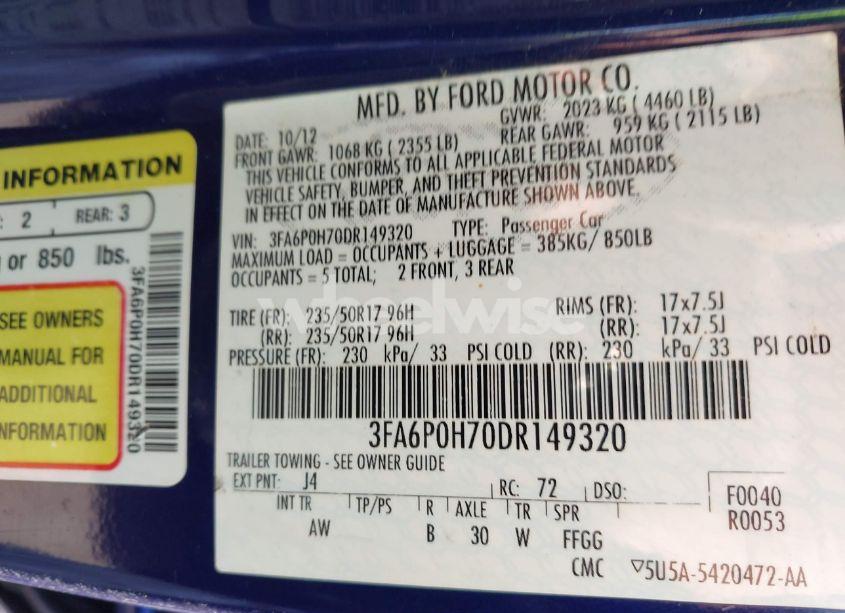 INFORMATION
2 REAR: 3
or 850 lbs.
SEE OWNERS
MANUAL FOR
ADDITIONAL
INFORMATION
3FA6P0H70DR149320
MFD. BY FORD MOTOR CO.
DATE: 10/12 GVWR: 2023 KG ( 4460 LB)
FRONT GAWR: 1068 KG ( 2355 LB) REAR GAWR: 959 KG ( 2115 LB)
THIS VEHICLE CONFORMS TO ALL APPLICABLE FEDERAL MOTOR
VEHICLE SAFETY, BUMPER, AND THEFT PREVENTION STANDARDS
IN EFFECT ON THE DATE OF MANUFACTURE SHOWN ABOVE.
VIN: 3FA6P0H70DR149320 TYPE: Passenger Car
MAXIMUM LOAD = OCCUPANTS + LUGGAGE = 385KG/ 850LB
OCCUPANTS = 5 TOTAL; 2 FRONT, 3 REAR
wheelwise
TIRE (FR): 235/50R17 96H RIMS (FR): 17x7.5J
(RR): 235/50R17 96H (RR): 17x7.5J
PRESSURE (FR): 230 kPa/ 33 PSI COLD (RR): 230 kPa/ 33 PSI COLD
3FA6P0H70DR149320
TRAILER TOWING - SEE OWNER GUIDE
EXT PNT: J4 RC: 72 DSO: F0040
R0053
INT TR TP/PS R AXLE TR SPR
AW B 30 W FFGG
CMC ▽5U5A-5420472-AA